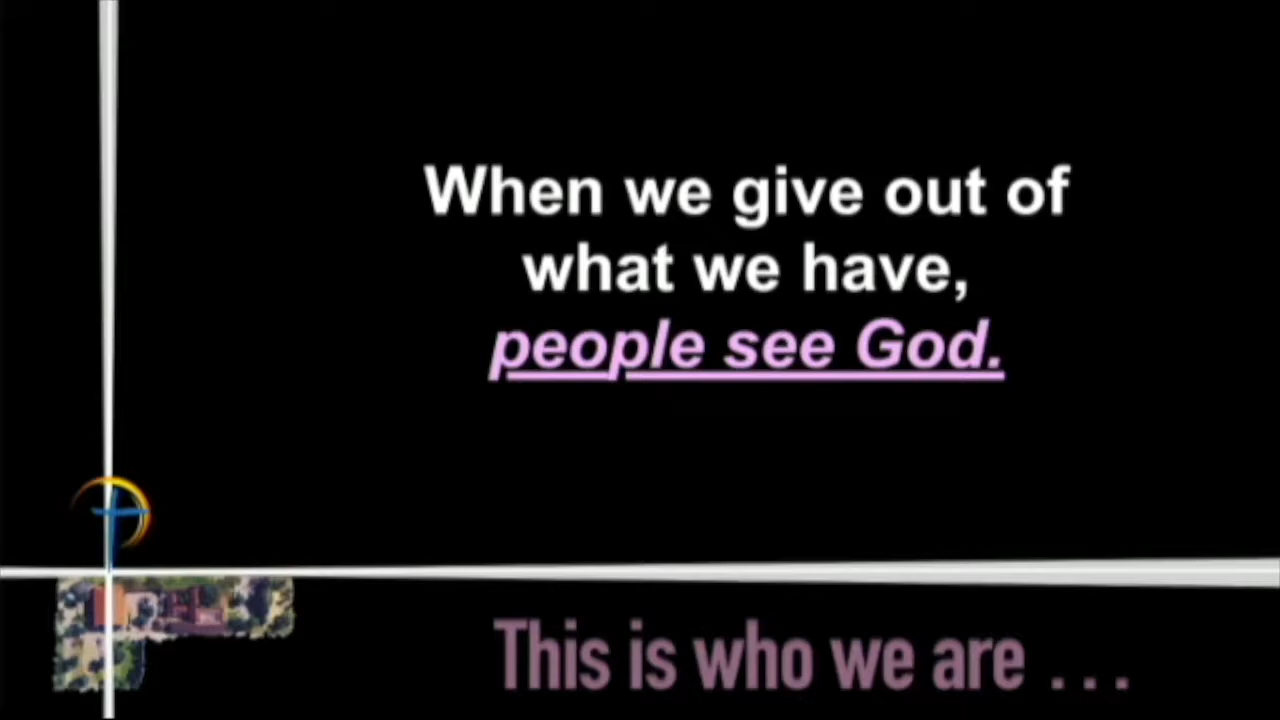 When we give out of
what we have,
people see God.
This is who we are . . .